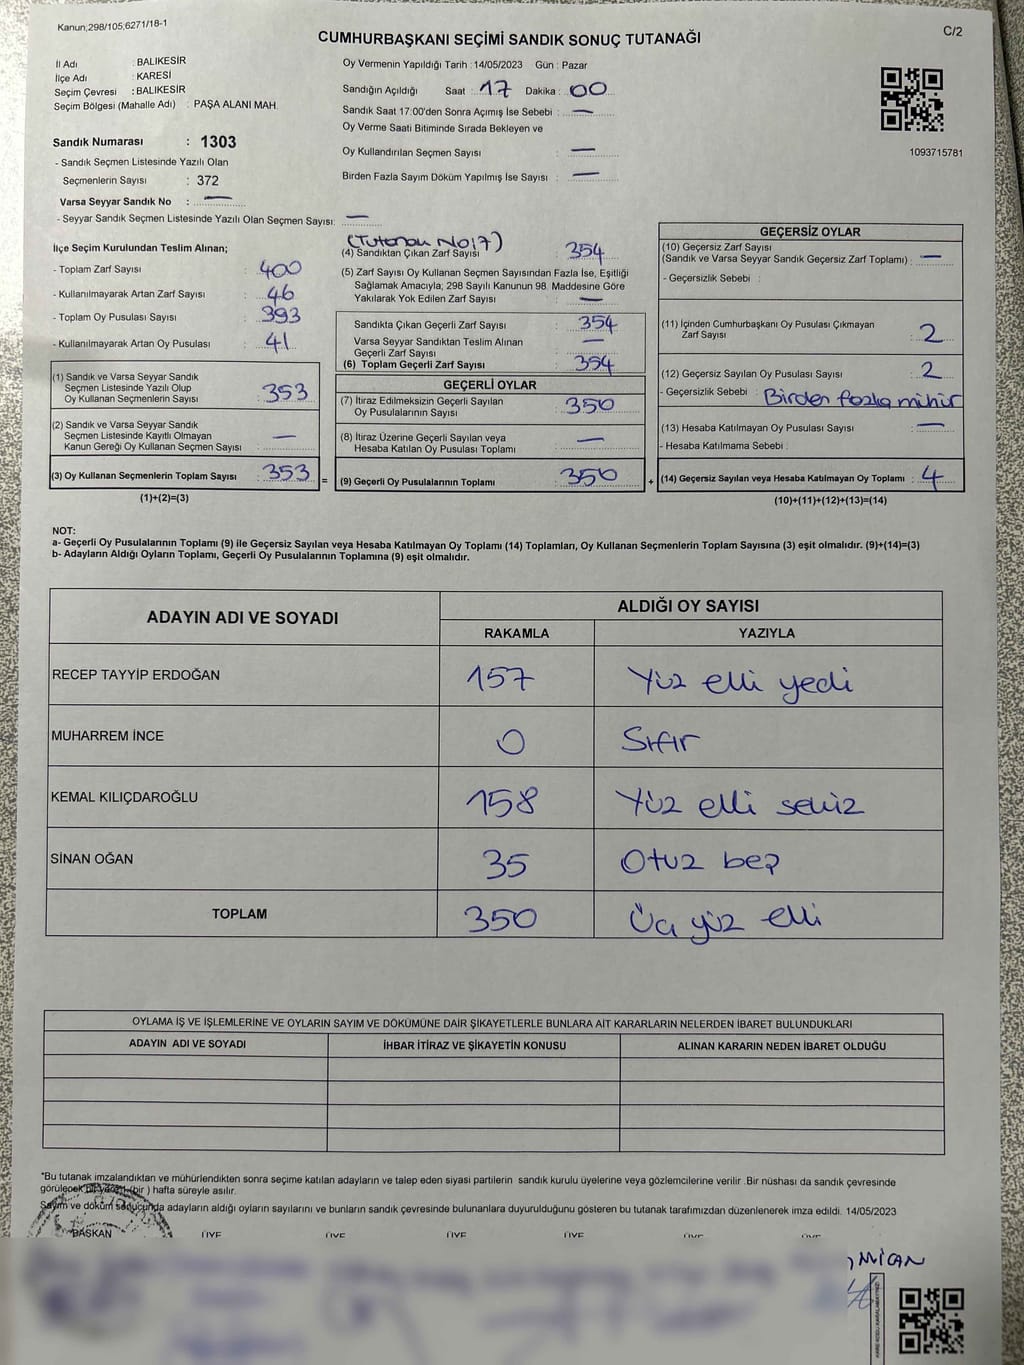 Kanun;298/105;6271/18-1
C/2
CUMHURBAŞKANI SEÇİMİ SANDIK SONUÇ TUTANAĞI
İl Adı : BALIKESİR
İlçe Adı : KARESİ
Seçim Çevresi : BALIKESİR
Seçim Bölgesi (Mahalle Adı) : PAŞA ALANI MAH.
Oy Vermenin Yapıldığı Tarih : 14/05/2023 Gün : Pazar
Sandığın Açıldığı Saat : 17 Dakika : 00
Sandık Saat 17:00'den Sonra Açımış İse Sebebi : —
Oy Verme Saati Bitiminde Sırada Bekleyen ve
Oy Kullandırılan Seçmen Sayısı : —
Birden Fazla Sayım Döküm Yapılmış İse Sayısı : —
1093715781
Sandık Numarası : 1303
- Sandık Seçmen Listesinde Yazılı Olan
Seçmenlerin Sayısı : 372
Varsa Seyyar Sandık No : —
- Seyyar Sandık Seçmen Listesinde Yazılı Olan Seçmen Sayısı: —
İlçe Seçim Kurulundan Teslim Alınan;
- Toplam Zarf Sayısı : 400
- Kullanılmayarak Artan Zarf Sayısı : 46
- Toplam Oy Pusulası Sayısı : 393
- Kullanılmayarak Artan Oy Pusulası : 41
(1) Sandık ve Varsa Seyyar Sandık
Seçmen Listesinde Yazılı Olup
Oy Kullanan Seçmenlerin Sayısı : 353
(2) Sandık ve Varsa Seyyar Sandık
Seçmen Listesinde Kayıtlı Olmayan
Kanun Gereği Oy Kullanan Seçmen Sayısı : —
(3) Oy Kullanan Seçmenlerin Toplam Sayısı : 353
(1)+(2)=(3)
(Tutanak No:7)
(4) Sandıktan Çıkan Zarf Sayısı : 354
(5) Zarf Sayısı Oy Kullanan Seçmen Sayısından Fazla İse, Eşitliği
Sağlamak Amacıyla; 298 Sayılı Kanunun 98. Maddesine Göre
Yakılarak Yok Edilen Zarf Sayısı : —
Sandıkta Çıkan Geçerli Zarf Sayısı : 354
Varsa Seyyar Sandıktan Teslim Alınan
Geçerli Zarf Sayısı : —
(6) Toplam Geçerli Zarf Sayısı : 354
GEÇERLİ OYLAR
(7) İtiraz Edilmeksizin Geçerli Sayılan
Oy Pusulalarının Sayısı : 350
(8) İtiraz Üzerine Geçerli Sayılan veya
Hesaba Katılan Oy Pusulası Toplamı : —
= (9) Geçerli Oy Pusulalarının Toplamı : 350
GEÇERSİZ OYLAR
(10) Geçersiz Zarf Sayısı
(Sandık ve Varsa Seyyar Sandık Geçersiz Zarf Toplamı) : —
- Geçersizlik Sebebi :
(11) İçinden Cumhurbaşkanı Oy Pusulası Çıkmayan
Zarf Sayısı : 2
(12) Geçersiz Sayılan Oy Pusulası Sayısı : 2
- Geçersizlik Sebebi : Birden fazla mühür
(13) Hesaba Katılmayan Oy Pusulası Sayısı : —
- Hesaba Katılmama Sebebi :
+ (14) Geçersiz Sayılan veya Hesaba Katılmayan Oy Toplamı : 4
(10)+(11)+(12)+(13)=(14)
NOT:
a- Geçerli Oy Pusulalarının Toplamı (9) ile Geçersiz Sayılan veya Hesaba Katılmayan Oy Toplamı (14) Toplamları, Oy Kullanan Seçmenlerin Toplam Sayısına (3) eşit olmalıdır. (9)+(14)=(3)
b- Adayların Aldığı Oyların Toplamı, Geçerli Oy Pusulalarının Toplamına (9) eşit olmalıdır.
ADAYIN ADI VE SOYADI ALDIĞI OY SAYISI
RAKAMLA YAZIYLA
RECEP TAYYİP ERDOĞAN 157 Yüz elli yedi
MUHARREM İNCE 0 Sıfır
KEMAL KILIÇDAROĞLU 158 Yüz elli sekiz
SİNAN OĞAN 35 Otuz beş
TOPLAM 350 Üç yüz elli
OYLAMA İŞ VE İŞLEMLERİNE VE OYLARIN SAYIM VE DÖKÜMÜNE DAİR ŞİKAYETLERLE BUNLARA AİT KARARLARIN NELERDEN İBARET BULUNDUKLARI
ADAYIN ADI VE SOYADI İHBAR İTİRAZ VE ŞİKAYETİN KONUSU ALINAN KARARIN NEDEN İBARET OLDUĞU
*Bu tutanak imzalandıktan ve mühürlendikten sonra seçime katılan adayların ve talep eden siyasi partilerin sandık kurulu üyelerine veya gözlemcilerine verilir .Bir nüshası da sandık çevresinde
görülecek bir yere 1 (bir ) hafta süreyle asılır.
Sayım ve döküm sonucunda adayların aldığı oyların sayılarını ve bunların sandık çevresinde bulunanlara duyurulduğunu gösteren bu tutanak tarafımızdan düzenlenerek imza edildi. 14/05/2023
BAŞKAN ÜYE ÜYE ÜYE ÜYE ÜYE ÜYE